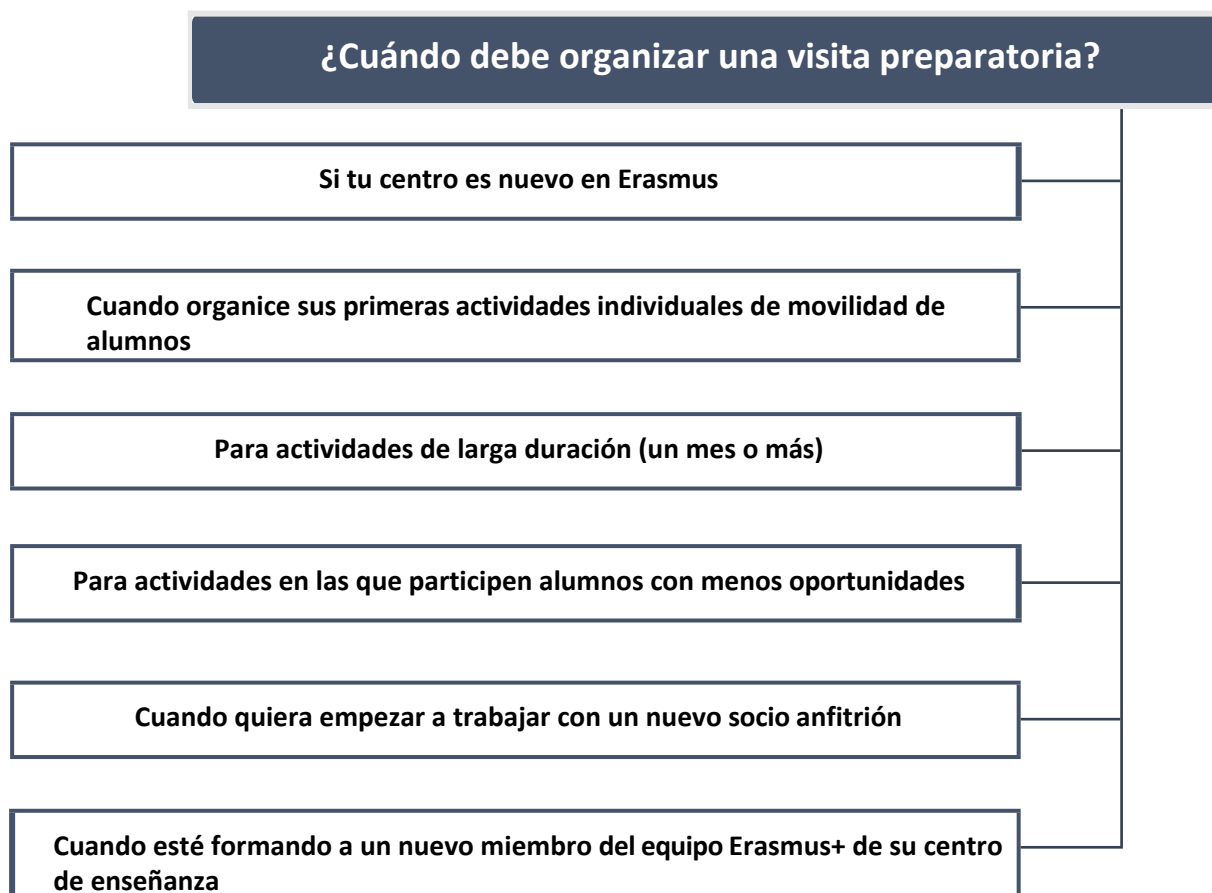 ¿Cuándo debe organizar una visita preparatoria?
Si tu centro es nuevo en Erasmus
Cuando organice sus primeras actividades individuales de movilidad de
alumnos
Para actividades de larga duración (un mes o más)
Para actividades en las que participen alumnos con menos oportunidades
Cuando quiera empezar a trabajar con un nuevo socio anfitrión
Cuando esté formando a un nuevo miembro del equipo Erasmus+ de su centro
de enseñanza